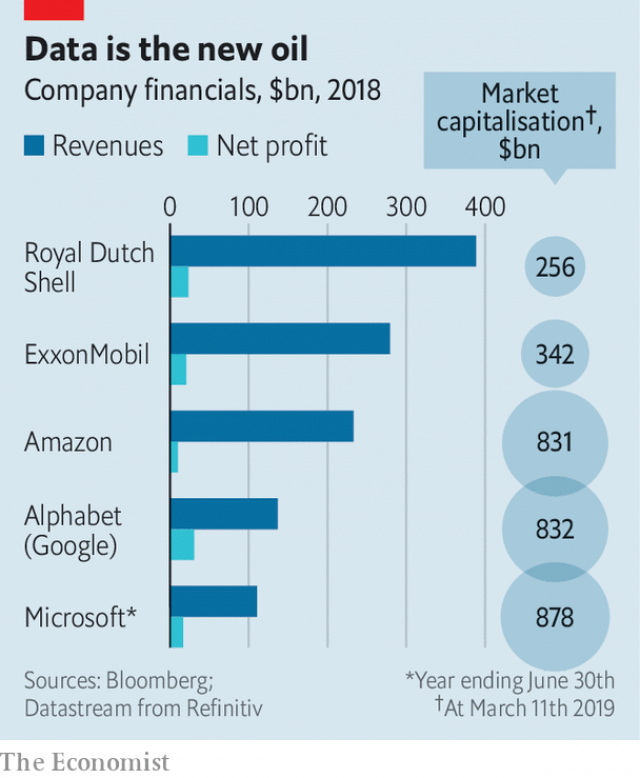 Data is the new oil
Company financials, $bn, 2018
Market
capitalisation†,
$bn
Revenues Net profit
0 100 200 300 400
Royal Dutch
Shell
256
ExxonMobil
342
Amazon
831
Alphabet
(Google)
832
Microsoft*
878
Sources: Bloomberg;
Datastream from Refinitiv
*Year ending June 30th
†At March 11th 2019
The Economist